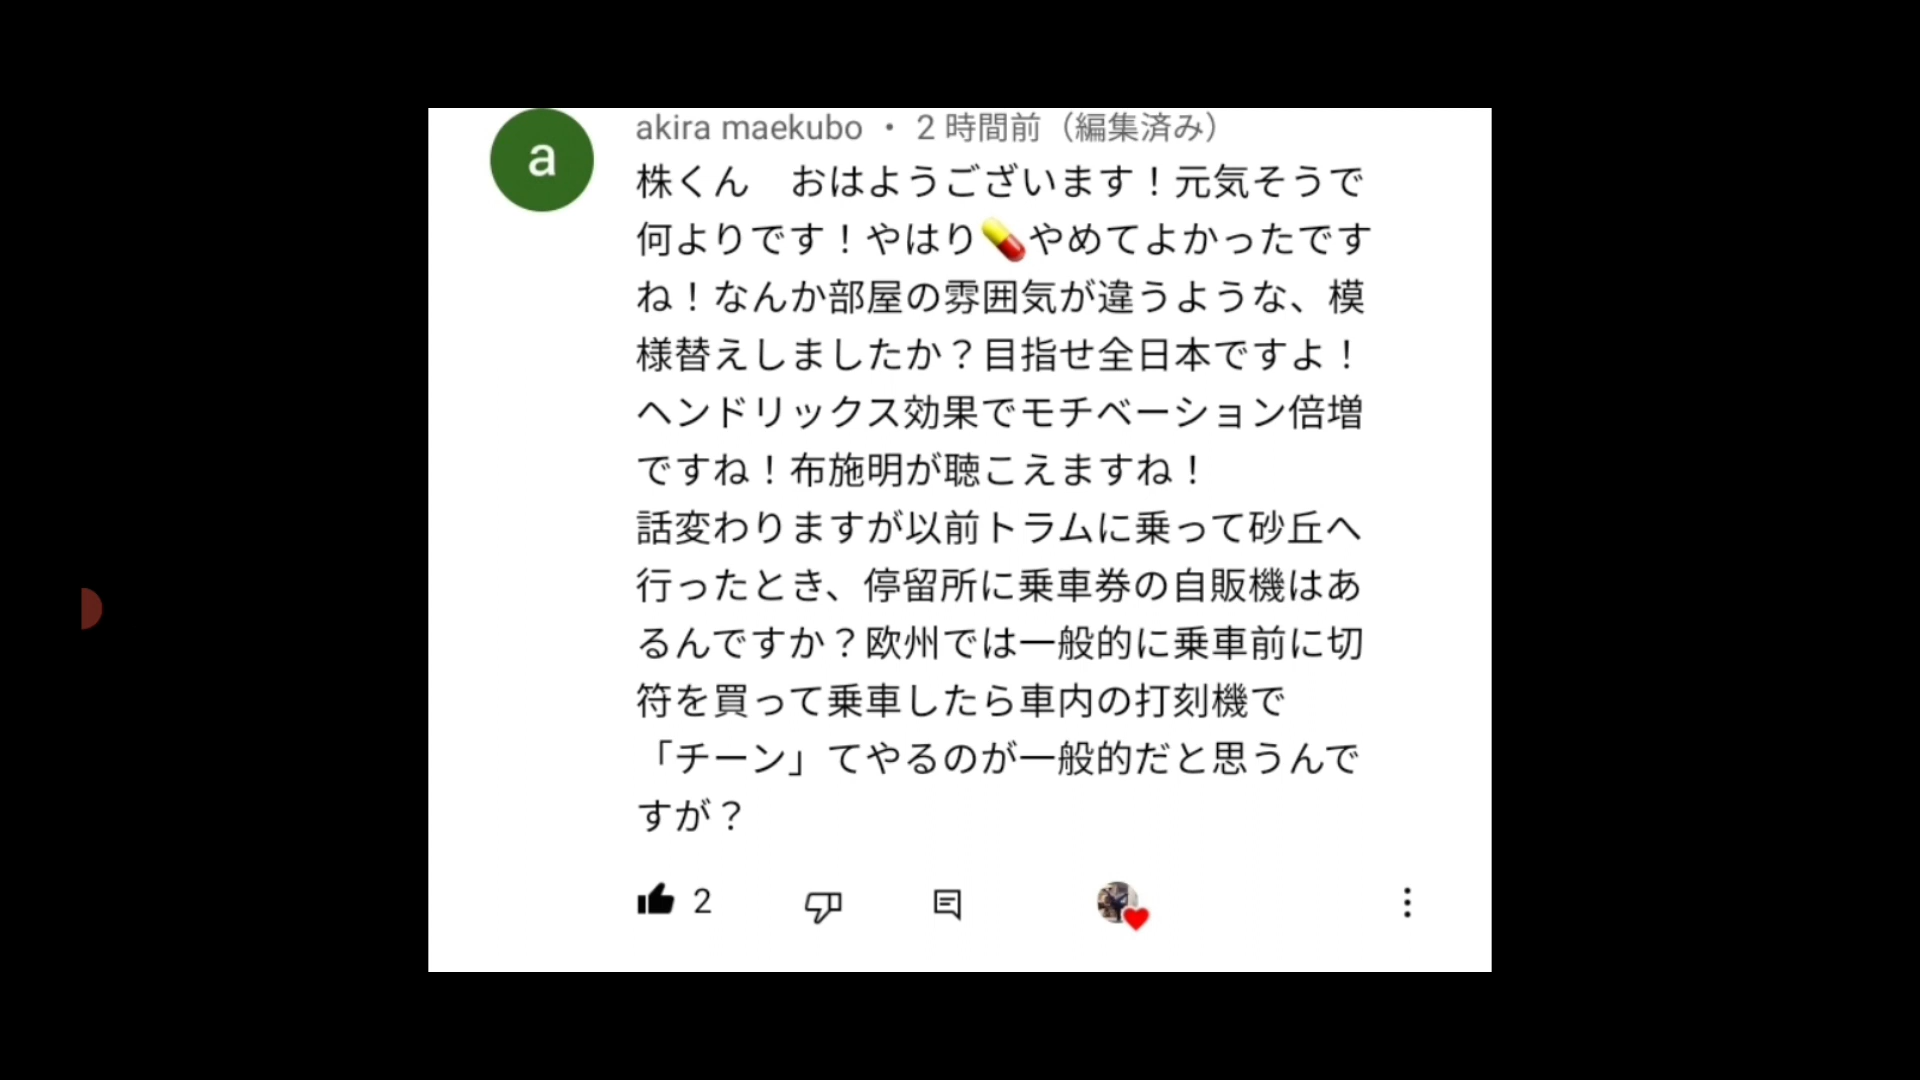 a
akira maekubo ・ 2 時間前（編集済み）
株くん　おはようございます！元気そうで
何よりです！やはり💊やめてよかったです
ね！なんか部屋の雰囲気が違うような、模
様替えしましたか？目指せ全日本ですよ！
ヘンドリックス効果でモチベーション倍増
ですね！布施明が聴こえますね！
話変わりますが以前トラムに乗って砂丘へ
行ったとき、停留所に乗車券の自販機はあ
るんですか？欧州では一般的に乗車前に切
符を買って乗車したら車内の打刻機で
「チーン」てやるのが一般的だと思うんで
すが？
2